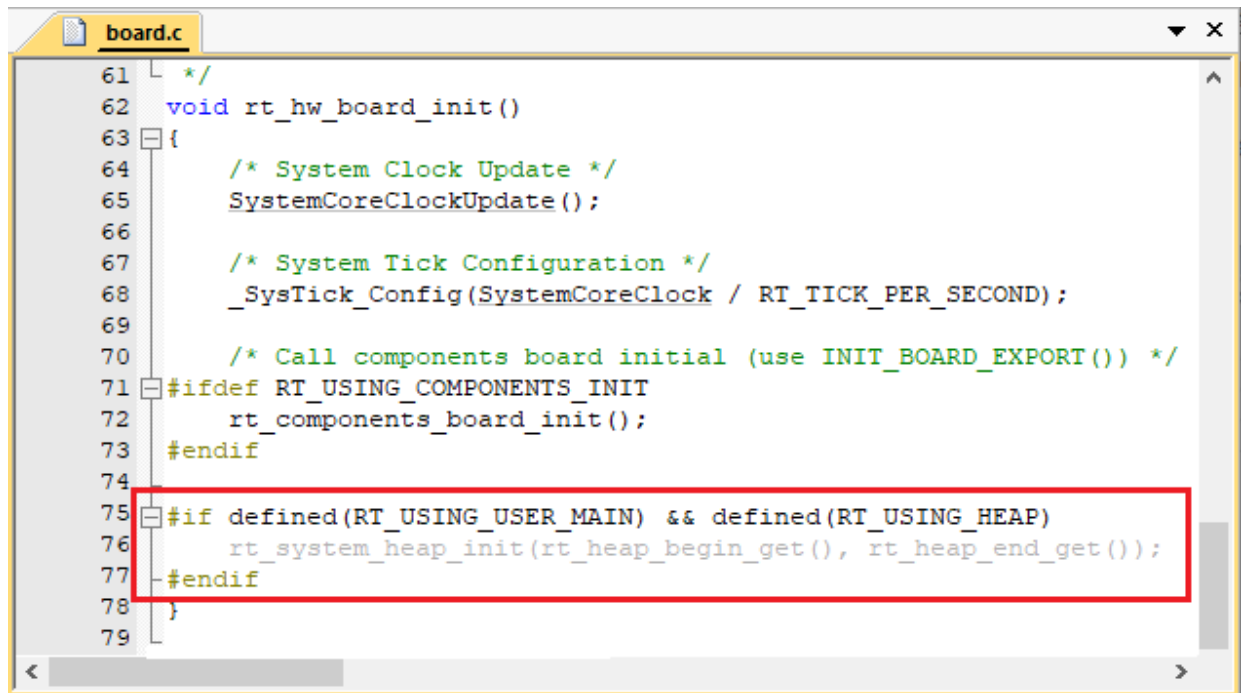 board.c
61 */
62 void rt_hw_board_init()
63 {
64 /* System Clock Update */
65 SystemCoreClockUpdate();
66
67 /* System Tick Configuration */
68 _SysTick_Config(SystemCoreClock / RT_TICK_PER_SECOND);
69
70 /* Call components board initial (use INIT_BOARD_EXPORT()) */
71 #ifdef RT_USING_COMPONENTS_INIT
72 rt_components_board_init();
73 #endif
74
75 #if defined(RT_USING_USER_MAIN) && defined(RT_USING_HEAP)
76 rt_system_heap_init(rt_heap_begin_get(), rt_heap_end_get());
77 #endif
78 }
79